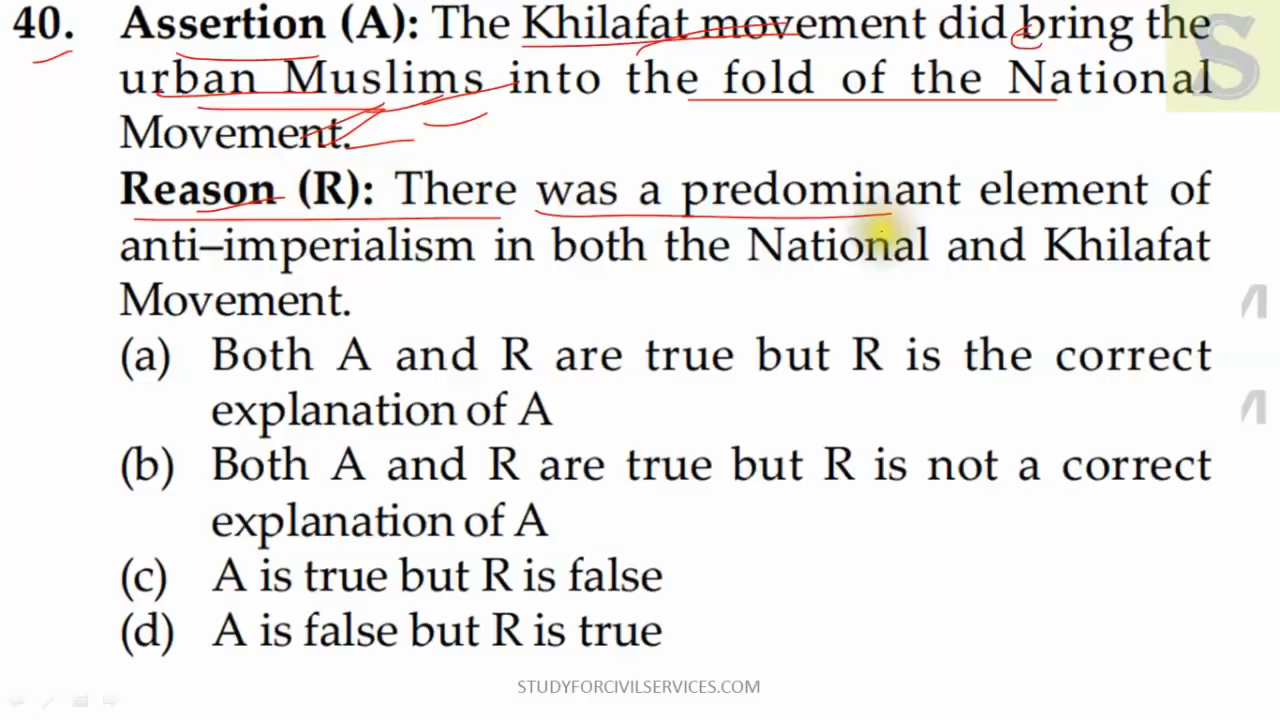 40. Assertion (A): The Khilafat movement did bring the
urban Muslims into the fold of the National
Movement.
Reason (R): There was a predominant element of
anti–imperialism in both the National and Khilafat
Movement.
(a) Both A and R are true but R is the correct
explanation of A
(b) Both A and R are true but R is not a correct
explanation of A
(c) A is true but R is false
(d) A is false but R is true
STUDYFORCIVILSERVICES.COM
S